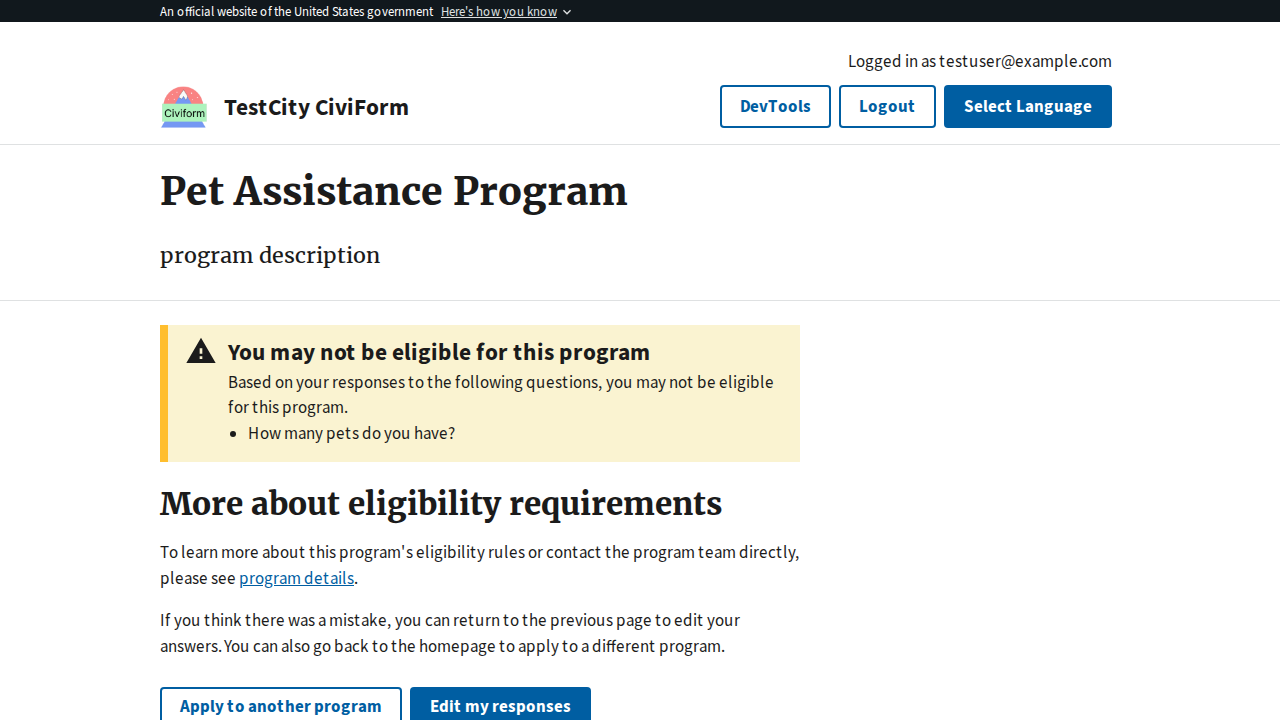 An official website of the United States government Here's how you know
Logged in as testuser@example.com
Civiform
TestCity CiviForm
DevTools
Logout
Select Language
Pet Assistance Program
program description
You may not be eligible for this program
Based on your responses to the following questions, you may not be eligible
for this program.
How many pets do you have?
More about eligibility requirements
To learn more about this program's eligibility rules or contact the program team directly,
please see program details.
If you think there was a mistake, you can return to the previous page to edit your
answers. You can also go back to the homepage to apply to a different program.
Apply to another program
Edit my responses